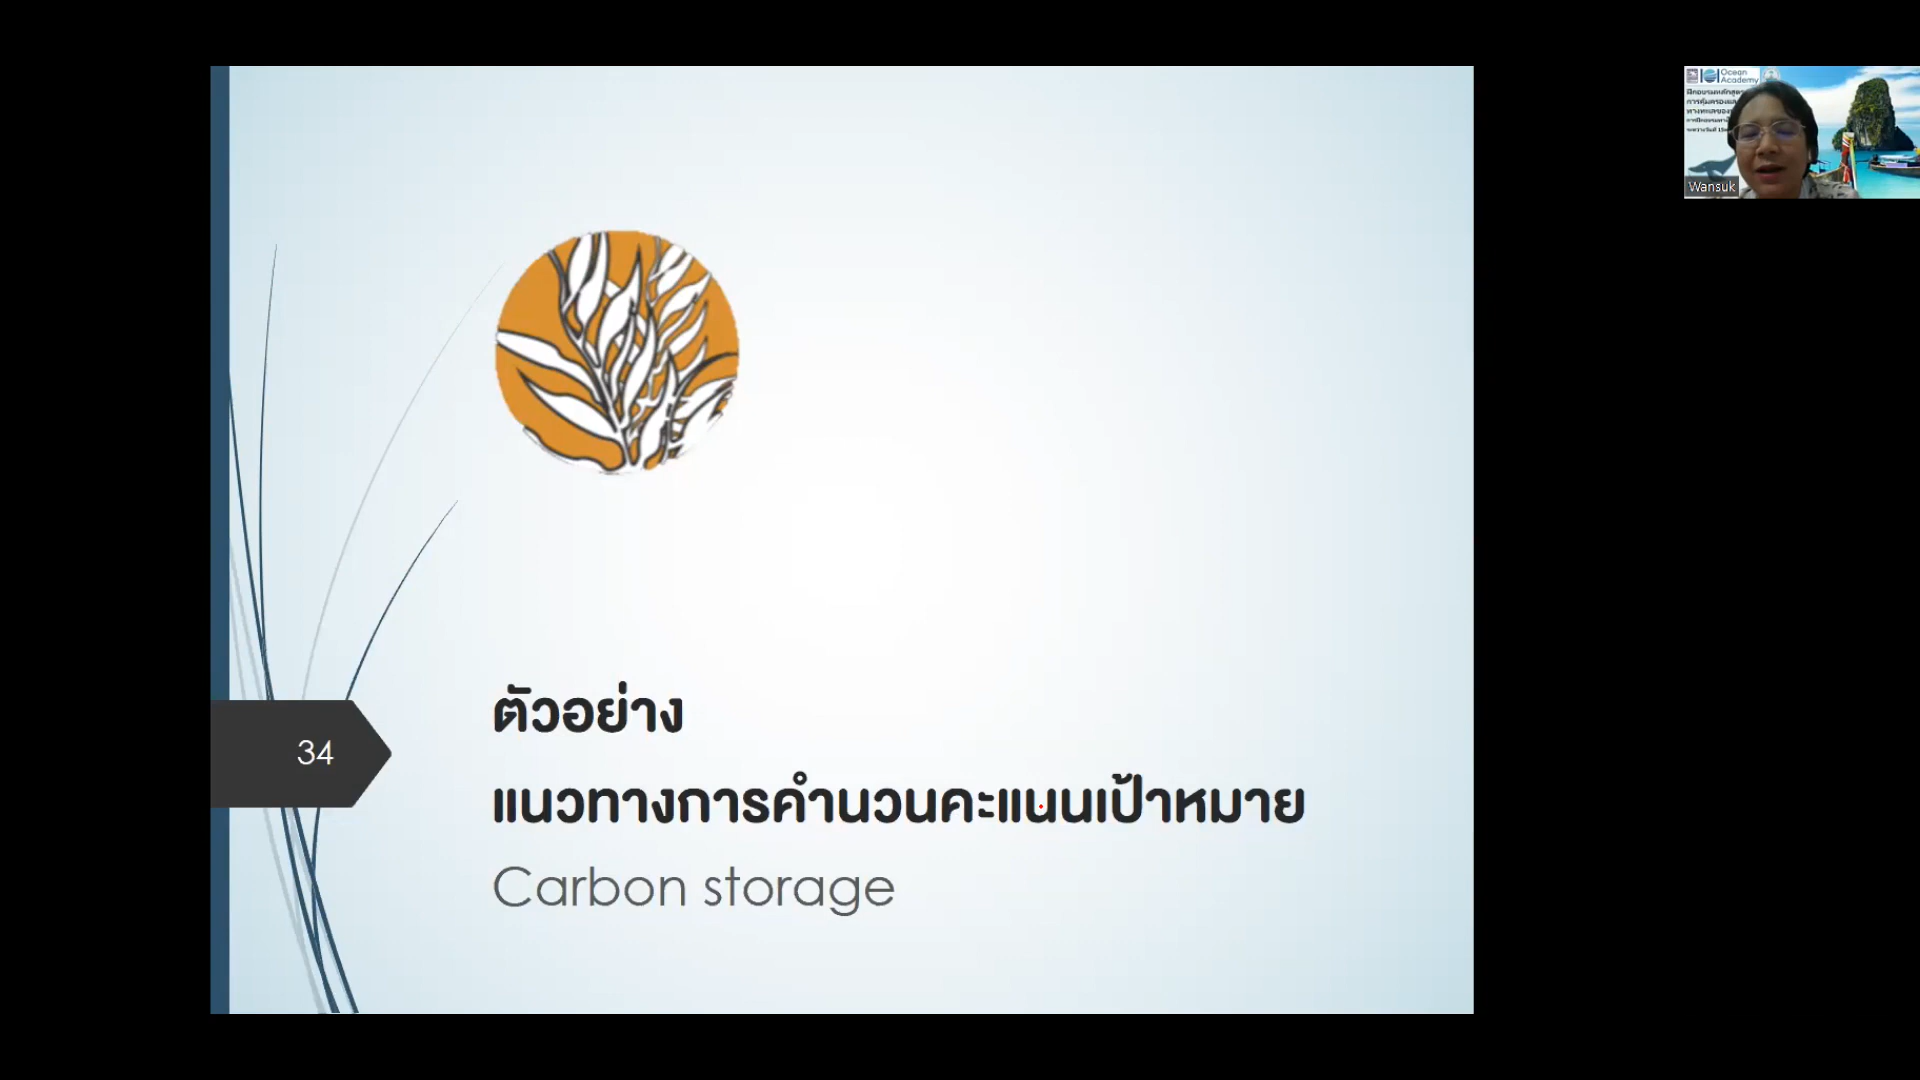 ตัวอย่าง
แนวทางการคำนวนคะแนนเป้าหมาย
Carbon storage
34
Ocean
Academy
Wansuk